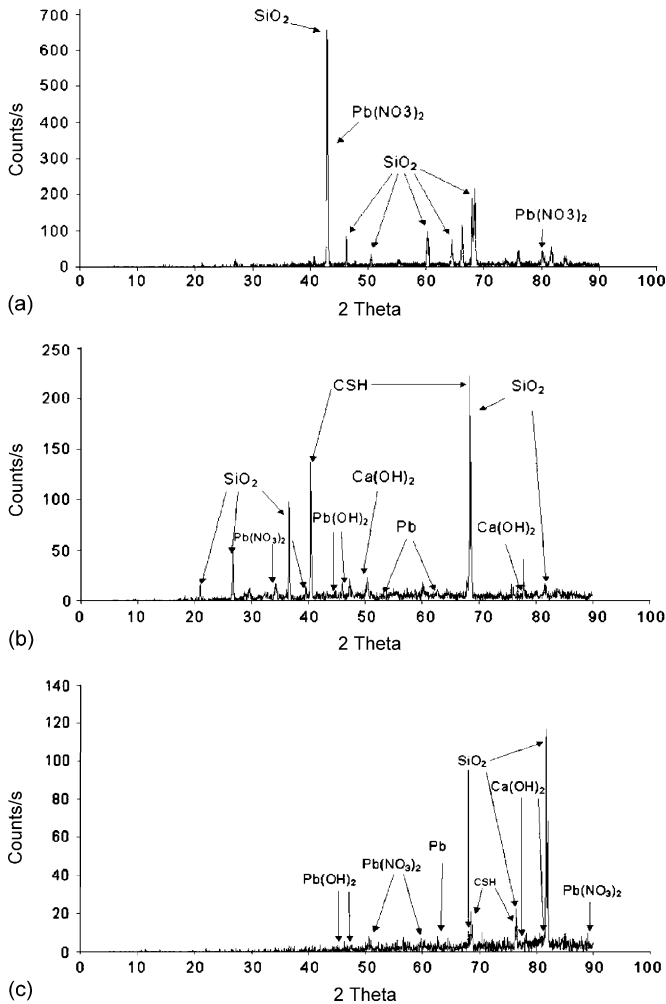 700
SiO₂
600
500
Pb(NO3)₂
400
Counts/s
300
SiO₂
200
Pb(NO3)₂
100
0
0 10 20 30 40 50 60 70 80 90 100
(a)
2 Theta
250
CSH
SiO₂
200
150
Counts/s
SiO₂
Ca(OH)₂
100
Pb(NO₃)₂
Pb(OH)₂
Pb
Ca(OH)₂
50
0
0 10 20 30 40 50 60 70 80 90 100
(b)
2 Theta
140
120
SiO₂
100
Ca(OH)₂
80
Counts/s
60
Pb
Pb(NO₃)₂
40
Pb(OH)₂
CSH
Pb(NO₃)₂
20
0
0 10 20 30 40 50 60 70 80 90 100
(c)
2 Theta